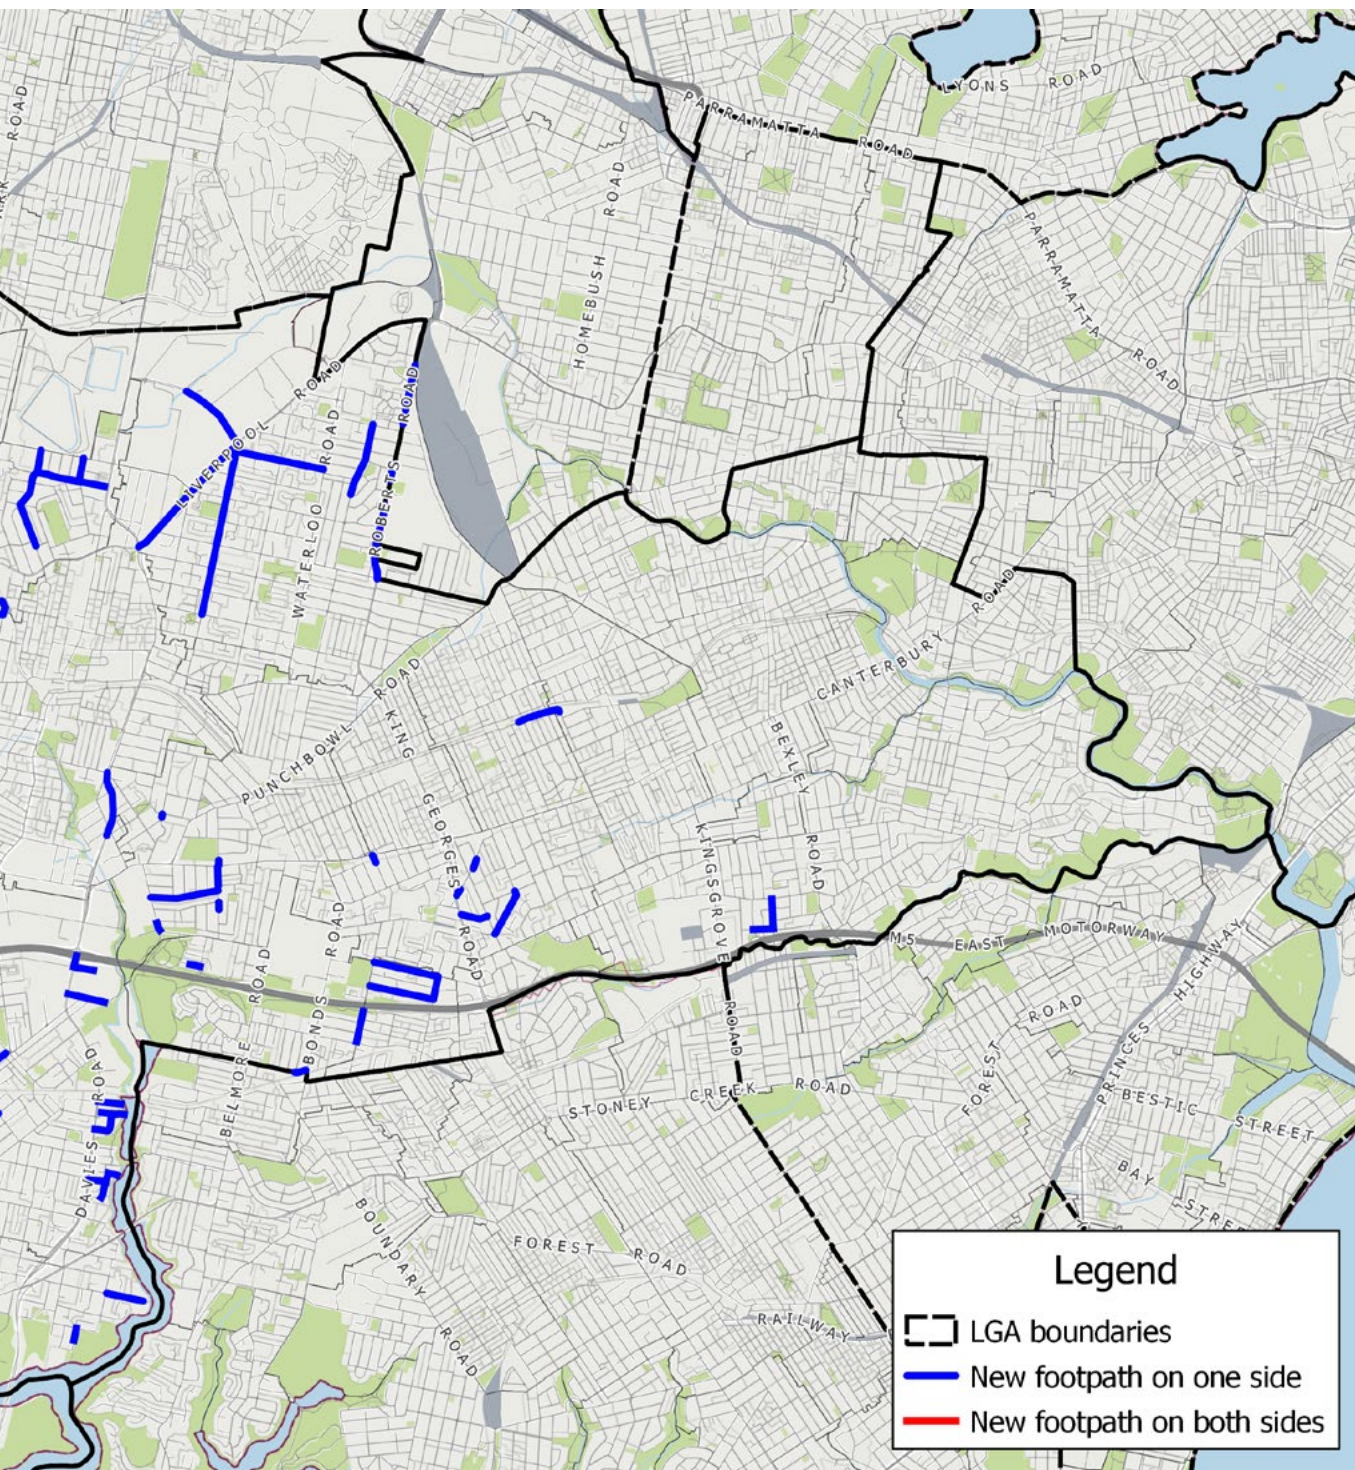 LYONS ROAD
PARRAMATTA ROAD
ROAD
HOMEBUSH ROAD
PARRAMATTA ROAD
LIVERPOOL ROAD
WATERLOO ROAD
ROBERTS ROAD
CANTERBURY ROAD
PUNCHBOWL ROAD
KING GEORGES ROAD
BEXLEY ROAD
KINGSGROVE ROAD
M5 EAST MOTORWAY
BELMORE ROAD
BONDS ROAD
PRINCES HIGHWAY
FOREST ROAD
DAVIES ROAD
STONEY CREEK ROAD
BESTIC STREET
BAY STREE
BOUNDARY ROAD
FOREST ROAD
RAILWAY
Legend
LGA boundaries
New footpath on one side
New footpath on both sides